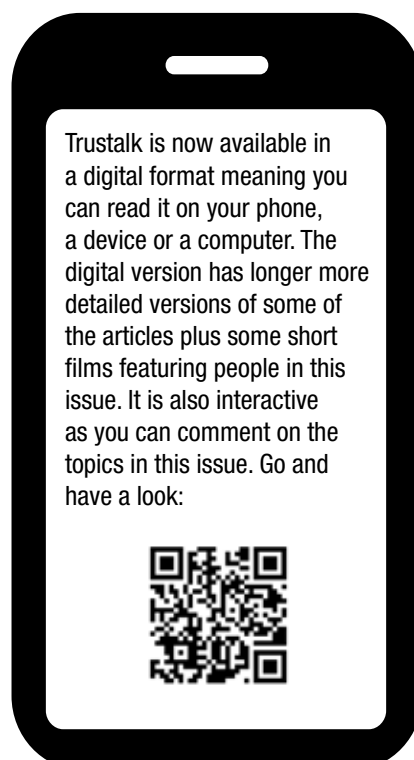 Trustalk is now available in
a digital format meaning you
can read it on your phone,
a device or a computer. The
digital version has longer more
detailed versions of some of
the articles plus some short
films featuring people in this
issue. It is also interactive
as you can comment on the
topics in this issue. Go and
have a look: